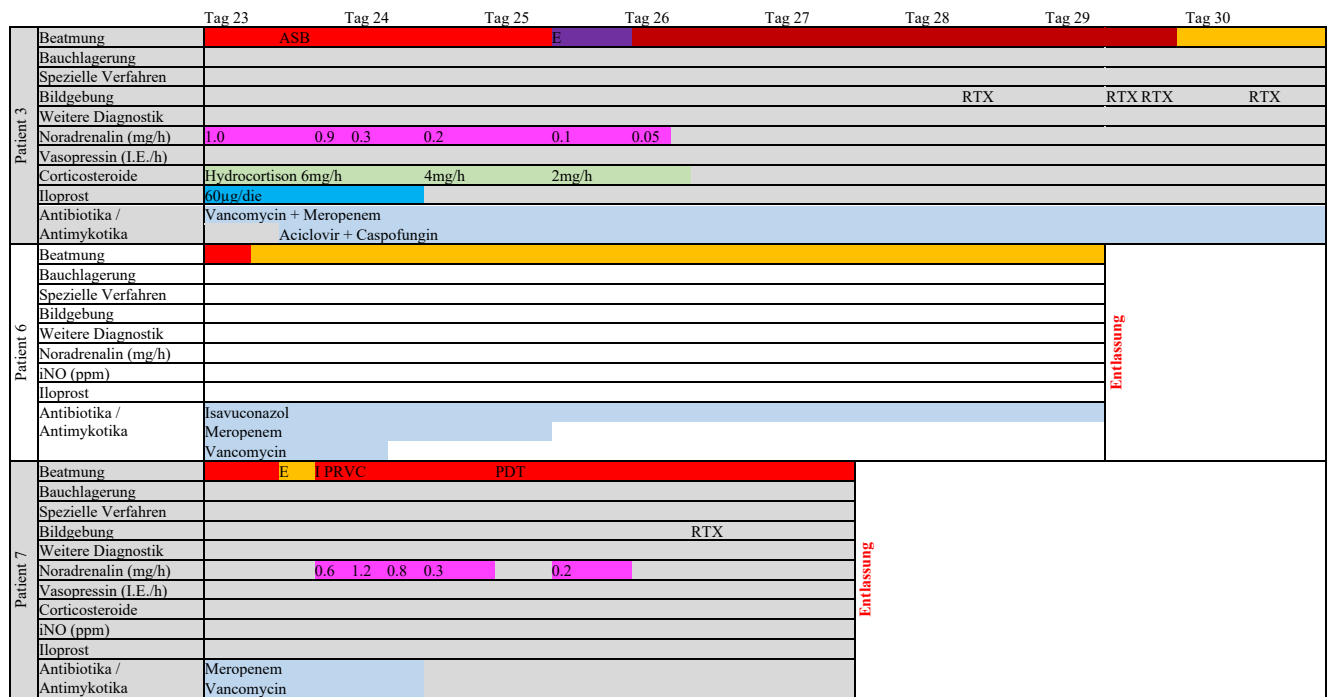 Tag 23 Tag 24 Tag 25 Tag 26 Tag 27 Tag 28 Tag 29 Tag 30
Patient 3
Beatmung ASB E
Bauchlagerung
Spezielle Verfahren
Bildgebung RTX RTX RTX RTX
Weitere Diagnostik
Noradrenalin (mg/h) 1.0 0.9 0.3 0.2 0.1 0.05
Vasopressin (I.E./h)
Corticosteroide Hydrocortison 6mg/h 4mg/h 2mg/h
Iloprost 60µg/die
Antibiotika / Vancomycin + Meropenem
Antimykotika Aciclovir + Caspofungin
Patient 6
Beatmung
Bauchlagerung
Spezielle Verfahren
Bildgebung
Weitere Diagnostik
Noradrenalin (mg/h)
iNO (ppm)
Iloprost
Antibiotika / Isavuconazol
Antimykotika Meropenem
Vancomycin
Entlassung
Patient 7
Beatmung E I PRVC PDT
Bauchlagerung
Spezielle Verfahren
Bildgebung RTX
Weitere Diagnostik
Noradrenalin (mg/h) 0.6 1.2 0.8 0.3 0.2
Vasopressin (I.E./h)
Corticosteroide
iNO (ppm)
Iloprost
Antibiotika / Meropenem
Antimykotika Vancomycin
Entlassung